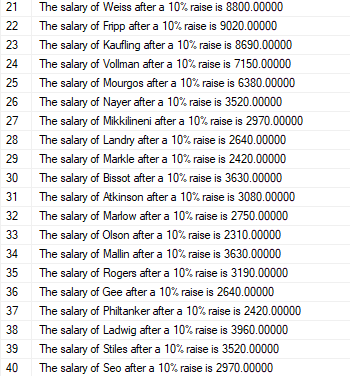 21 The salary of Weiss after a 10% raise is 8800.00000
22 The salary of Fripp after a 10% raise is 9020.00000
23 The salary of Kaufling after a 10% raise is 8690.00000
24 The salary of Vollman after a 10% raise is 7150.00000
25 The salary of Mourgos after a 10% raise is 6380.00000
26 The salary of Nayer after a 10% raise is 3520.00000
27 The salary of Mikkilineni after a 10% raise is 2970.00000
28 The salary of Landry after a 10% raise is 2640.00000
29 The salary of Markle after a 10% raise is 2420.00000
30 The salary of Bissot after a 10% raise is 3630.00000
31 The salary of Atkinson after a 10% raise is 3080.00000
32 The salary of Marlow after a 10% raise is 2750.00000
33 The salary of Olson after a 10% raise is 2310.00000
34 The salary of Mallin after a 10% raise is 3630.00000
35 The salary of Rogers after a 10% raise is 3190.00000
36 The salary of Gee after a 10% raise is 2640.00000
37 The salary of Philtanker after a 10% raise is 2420.00000
38 The salary of Ladwig after a 10% raise is 3960.00000
39 The salary of Stiles after a 10% raise is 3520.00000
40 The salary of Seo after a 10% raise is 2970.00000